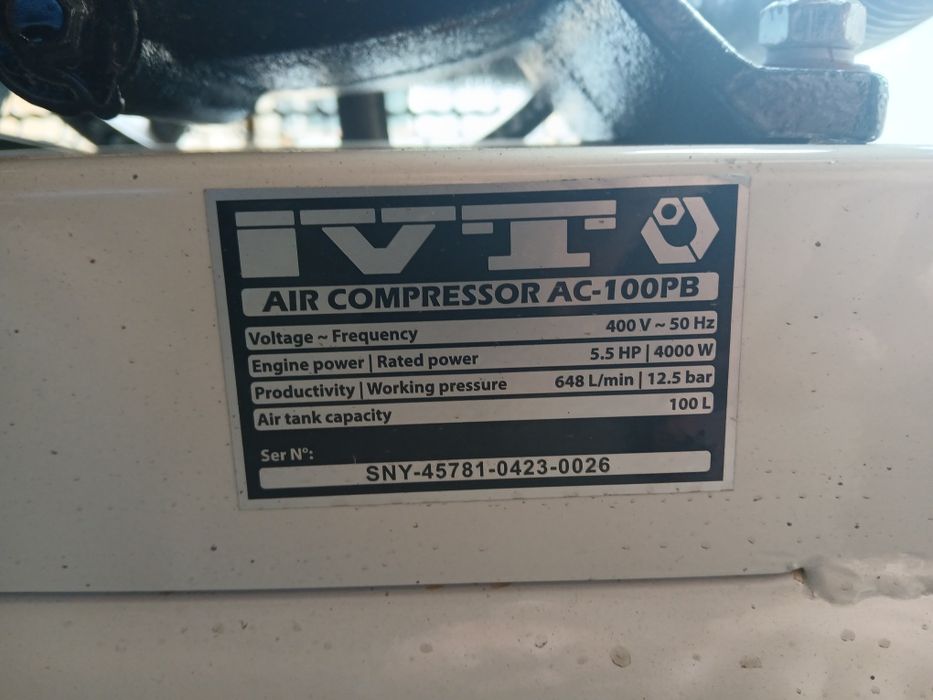 IVT
AIR COMPRESSOR AC-100PB
Voltage ~ Frequency 400 V ~ 50 Hz
Engine power | Rated power 5.5 HP | 4000 W
Productivity | Working pressure 648 L/min | 12.5 bar
Air tank capacity 100 L
Ser N°:
SNY-45781-0423-0026